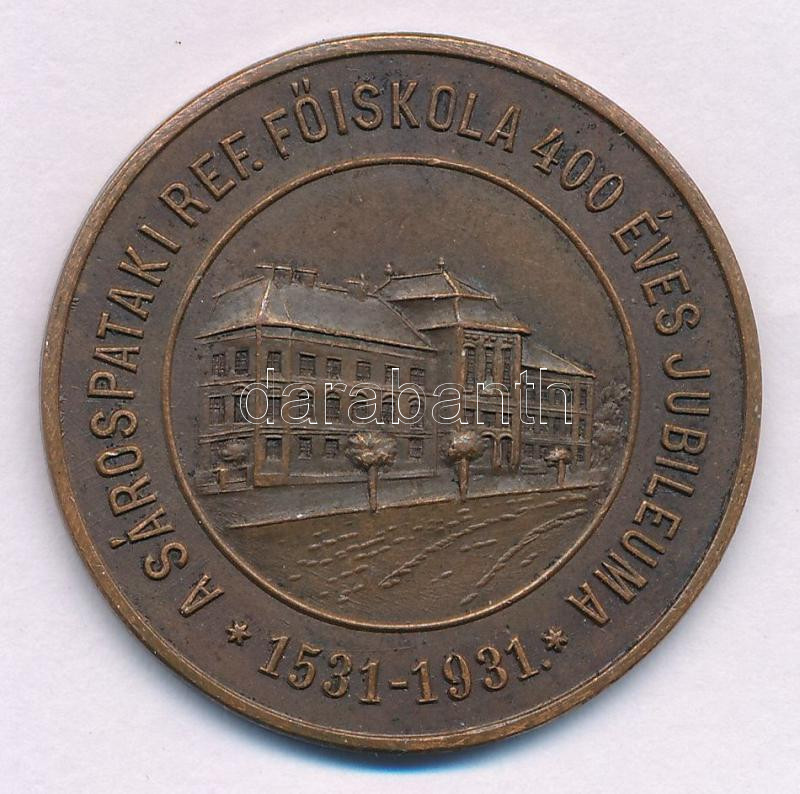 A SÁROSPATAKI REF. FŐISKOLA 400 ÉVES JUBILEUMA
* 1531-1931. *
darabanth